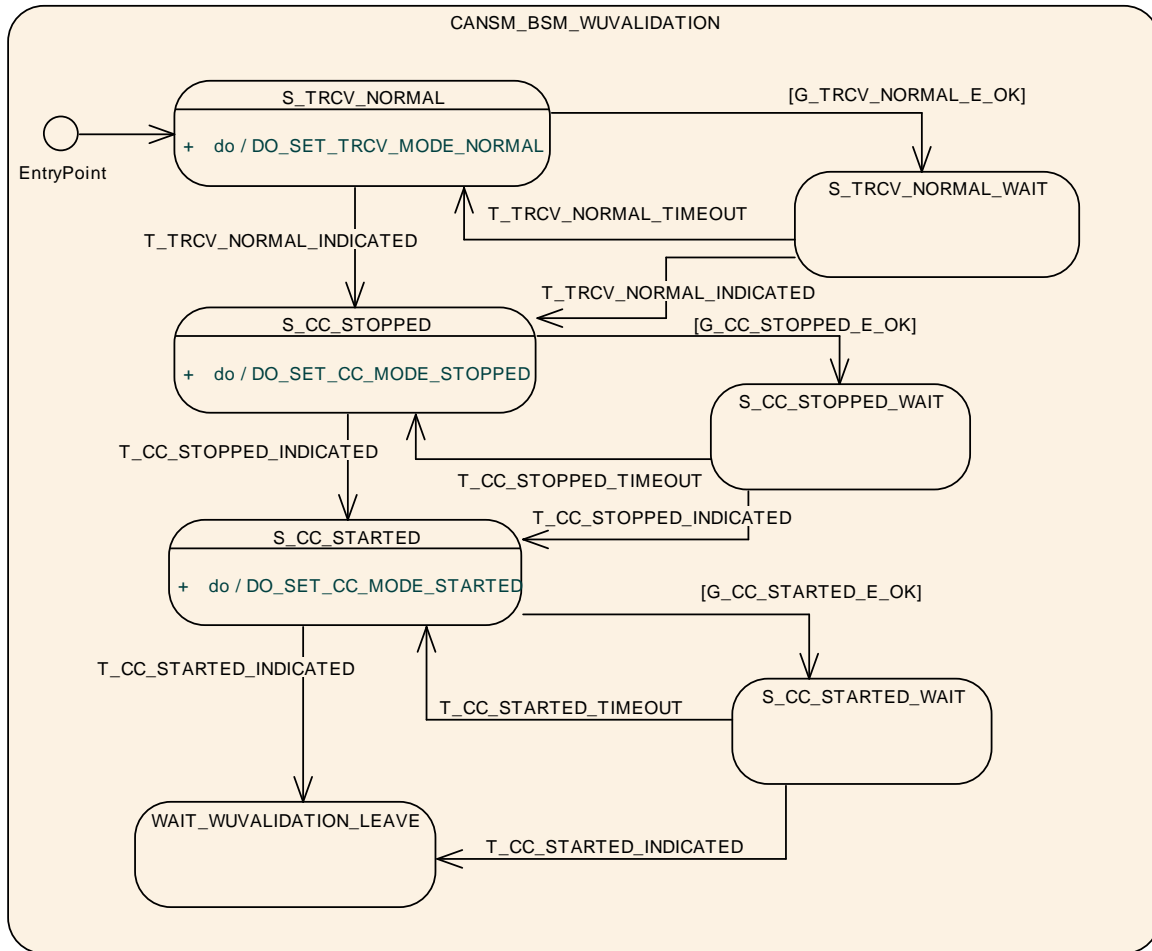 CANSM_BSM_WUVALIDATION
S_TRCV_NORMAL
[G_TRCV_NORMAL_E_OK]
+ do / DO_SET_TRCV_MODE_NORMAL
EntryPoint
S_TRCV_NORMAL_WAIT
T_TRCV_NORMAL_TIMEOUT
T_TRCV_NORMAL_INDICATED
T_TRCV_NORMAL_INDICATED
S_CC_STOPPED
[G_CC_STOPPED_E_OK]
+ do / DO_SET_CC_MODE_STOPPED
S_CC_STOPPED_WAIT
T_CC_STOPPED_INDICATED
T_CC_STOPPED_TIMEOUT
T_CC_STOPPED_INDICATED
S_CC_STARTED
+ do / DO_SET_CC_MODE_STARTED
[G_CC_STARTED_E_OK]
T_CC_STARTED_INDICATED
S_CC_STARTED_WAIT
T_CC_STARTED_TIMEOUT
WAIT_WUVALIDATION_LEAVE
T_CC_STARTED_INDICATED